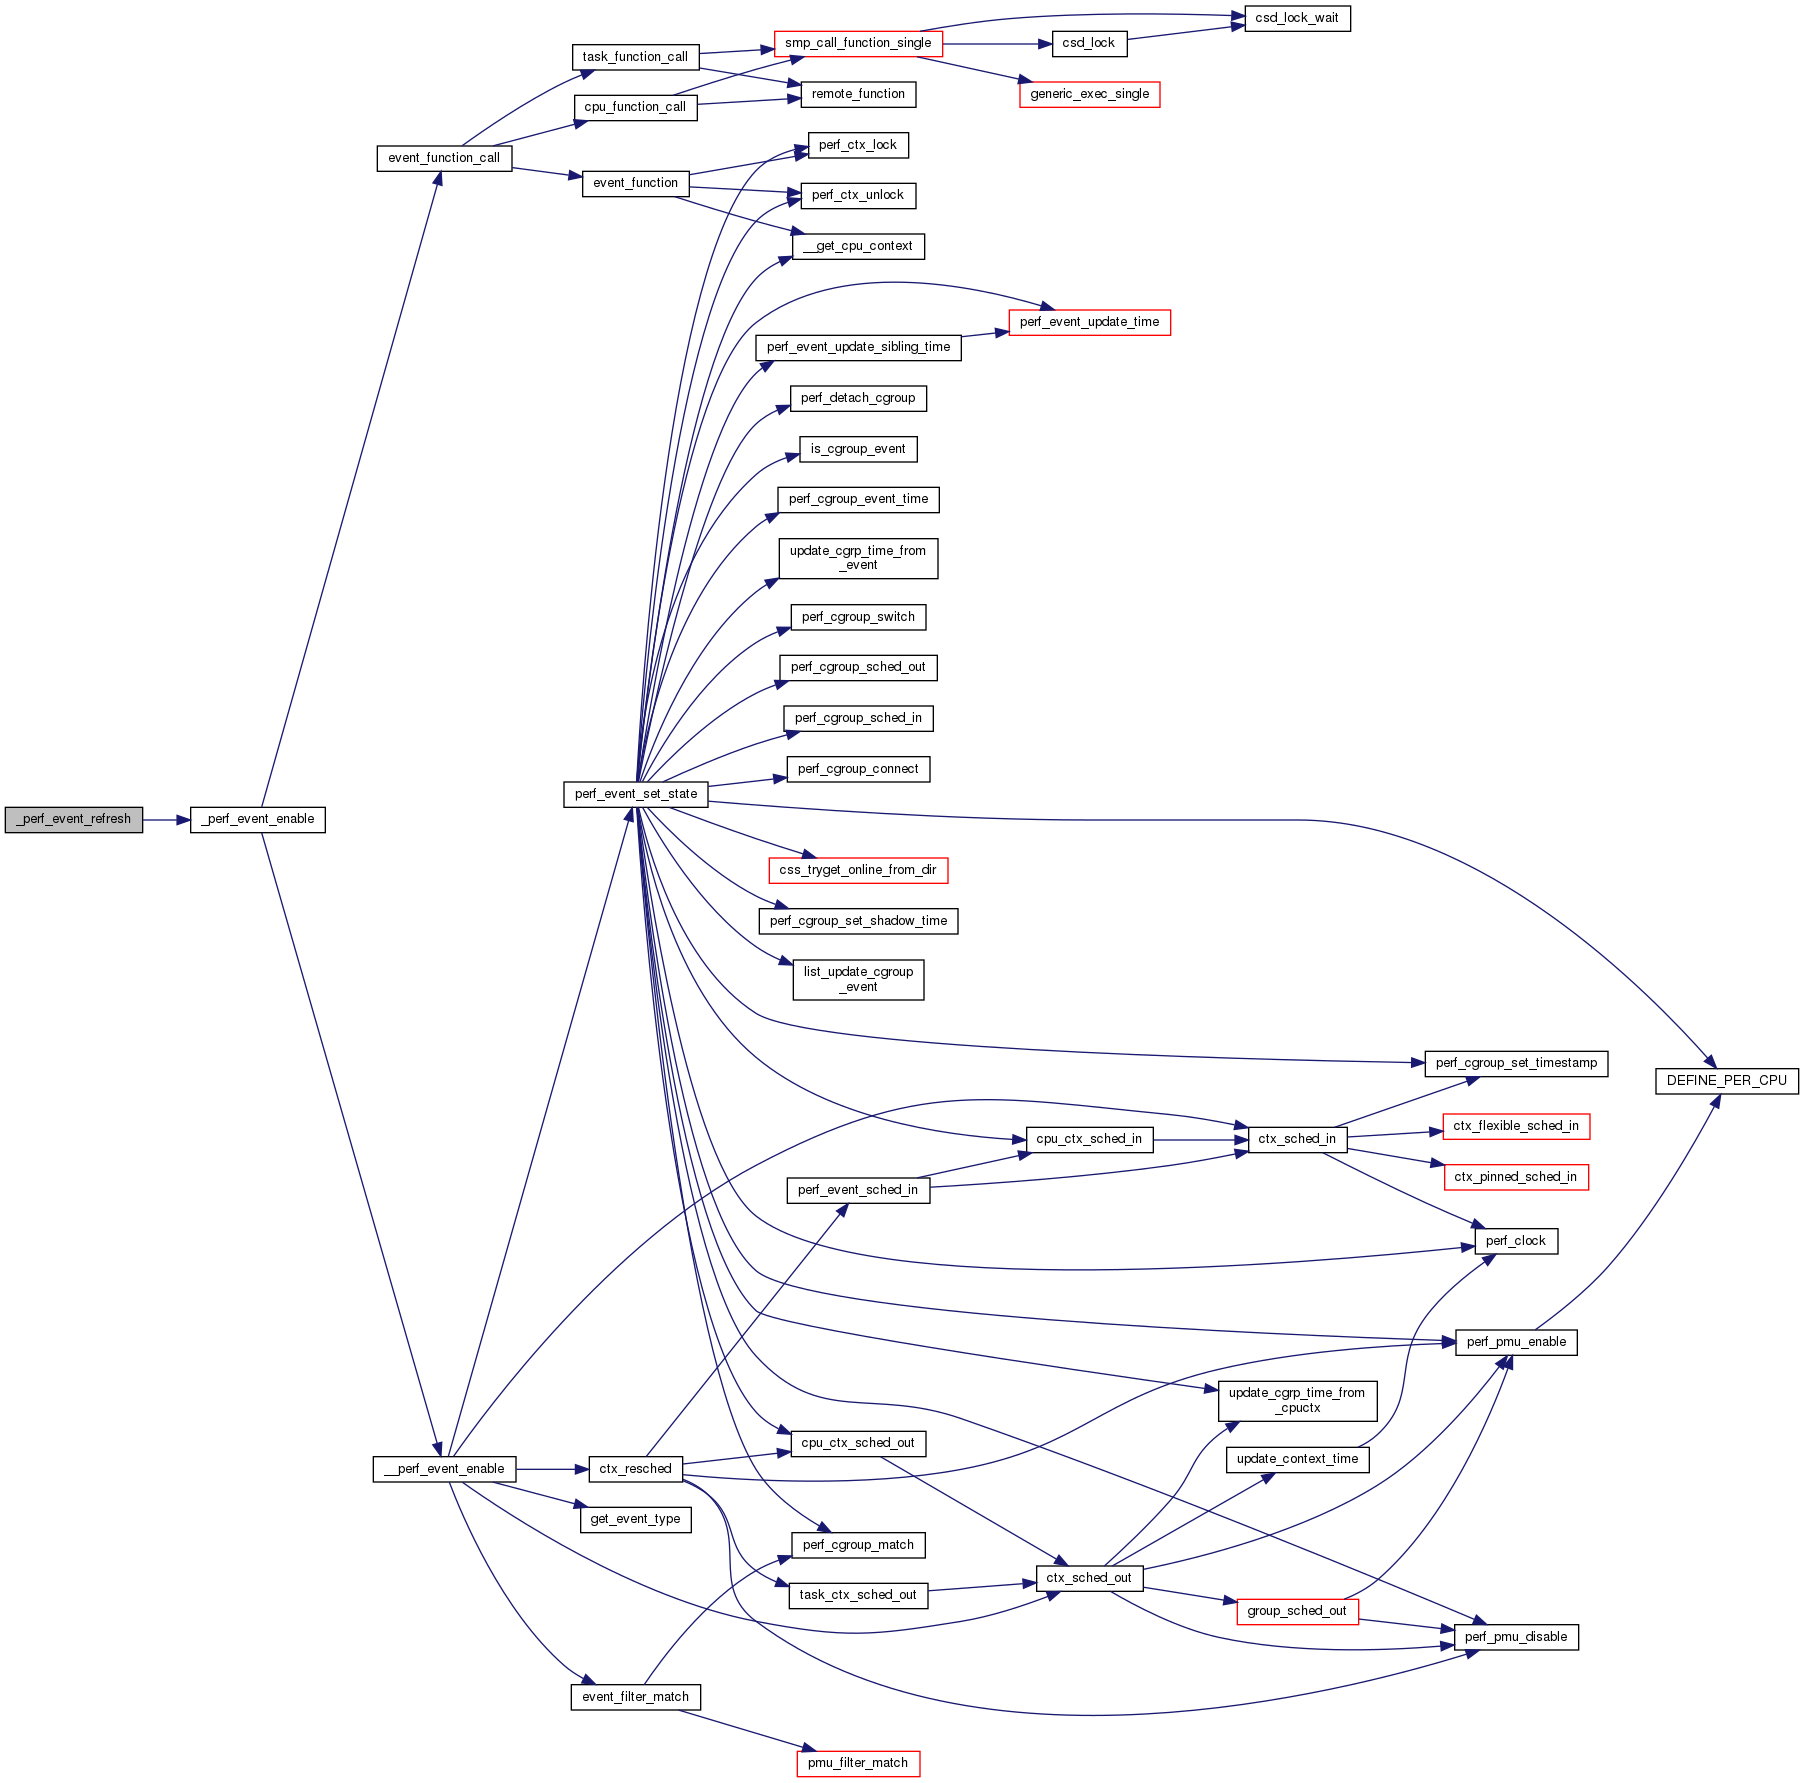 csd_lock_wait
smp_call_function_single
csd_lock
task_function_call
remote_function
generic_exec_single
cpu_function_call
perf_ctx_lock
event_function_call
event_function
perf_ctx_unlock
__get_cpu_context
perf_event_update_time
perf_event_update_sibling_time
perf_detach_cgroup
is_cgroup_event
perf_cgroup_event_time
update_cgrp_time_from
_event
perf_cgroup_switch
perf_cgroup_sched_out
perf_cgroup_sched_in
perf_cgroup_connect
perf_event_set_state
_perf_event_refresh
_perf_event_enable
css_tryget_online_from_dir
perf_cgroup_set_shadow_time
list_update_cgroup
_event
perf_cgroup_set_timestamp
DEFINE_PER_CPU
ctx_flexible_sched_in
cpu_ctx_sched_in
ctx_sched_in
ctx_pinned_sched_in
perf_event_sched_in
perf_clock
perf_pmu_enable
update_cgrp_time_from
_cpuctx
cpu_ctx_sched_out
update_context_time
__perf_event_enable
ctx_resched
get_event_type
perf_cgroup_match
ctx_sched_out
task_ctx_sched_out
group_sched_out
perf_pmu_disable
event_filter_match
pmu_filter_match